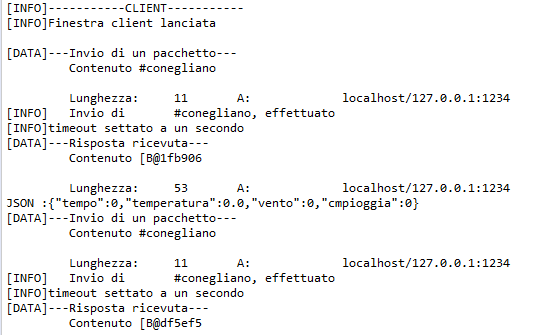 [INFO]-----------CLIENT-----------
[INFO]Finestra client lanciata
[DATA]---Invio di un pacchetto---
Contenuto #conegliano
Lunghezza: 11 A: localhost/127.0.0.1:1234
[INFO] Invio di #conegliano, effettuato
[INFO]timeout settato a un secondo
[DATA]---Risposta ricevuta---
Contenuto [B@1fb906
Lunghezza: 53 A: localhost/127.0.0.1:1234
JSON :{"tempo":0,"temperatura":0.0,"vento":0,"cmpioggia":0}
[DATA]---Invio di un pacchetto---
Contenuto #conegliano
Lunghezza: 11 A: localhost/127.0.0.1:1234
[INFO] Invio di #conegliano, effettuato
[INFO]timeout settato a un secondo
[DATA]---Risposta ricevuta---
Contenuto [B@df5ef5